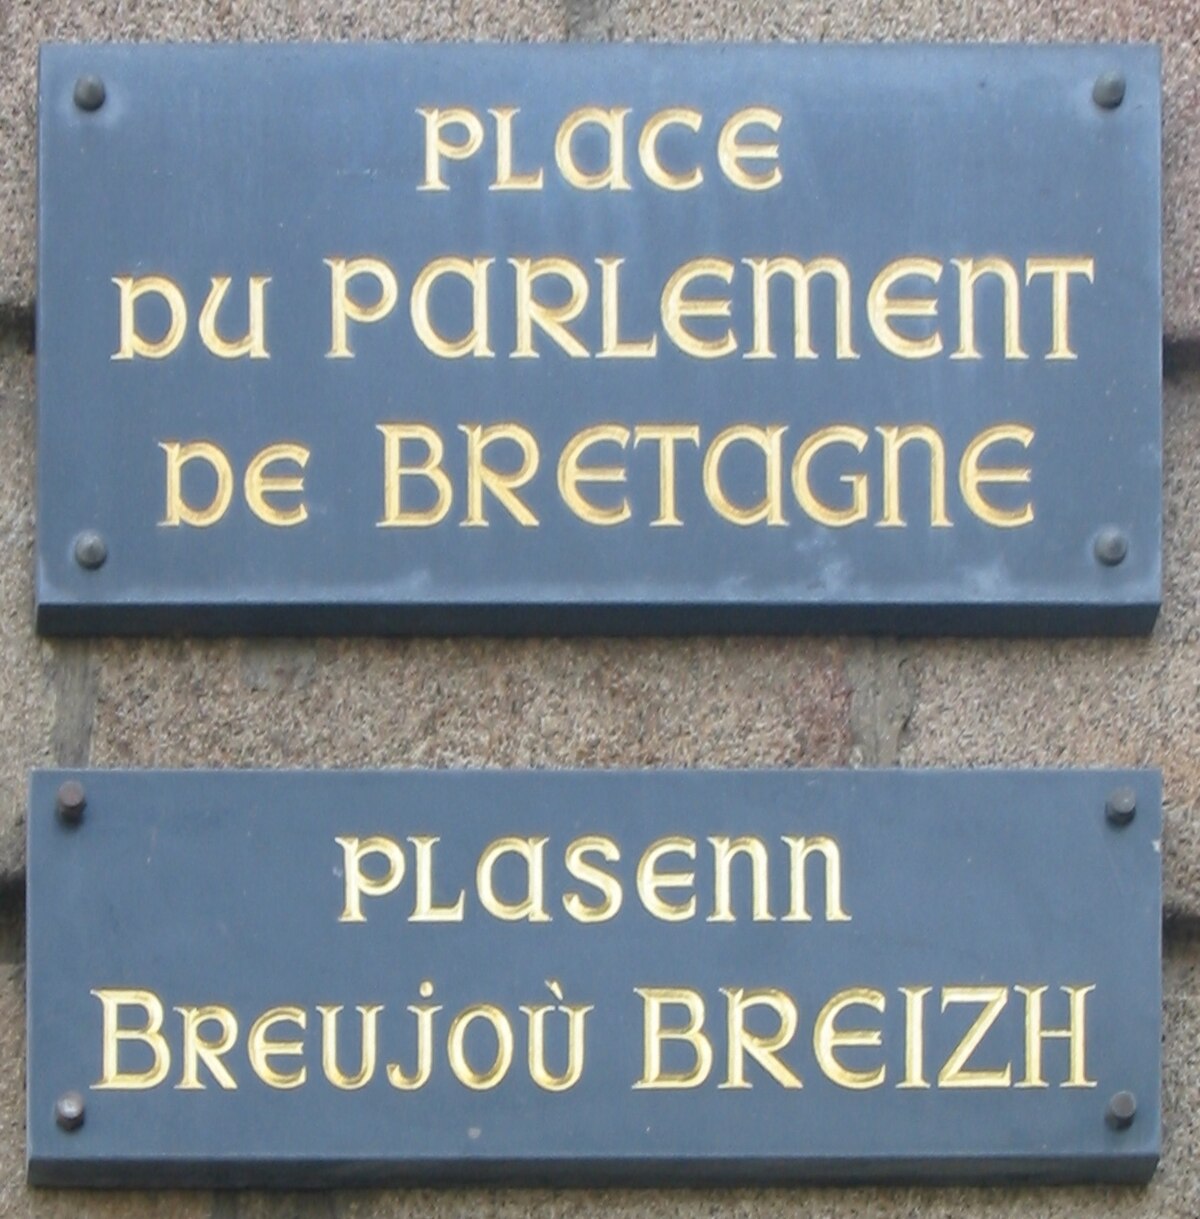 PLACE
DU PARLEMENT
DE BRETAGNE
PLASENN
BREUJOÙ BREIZH